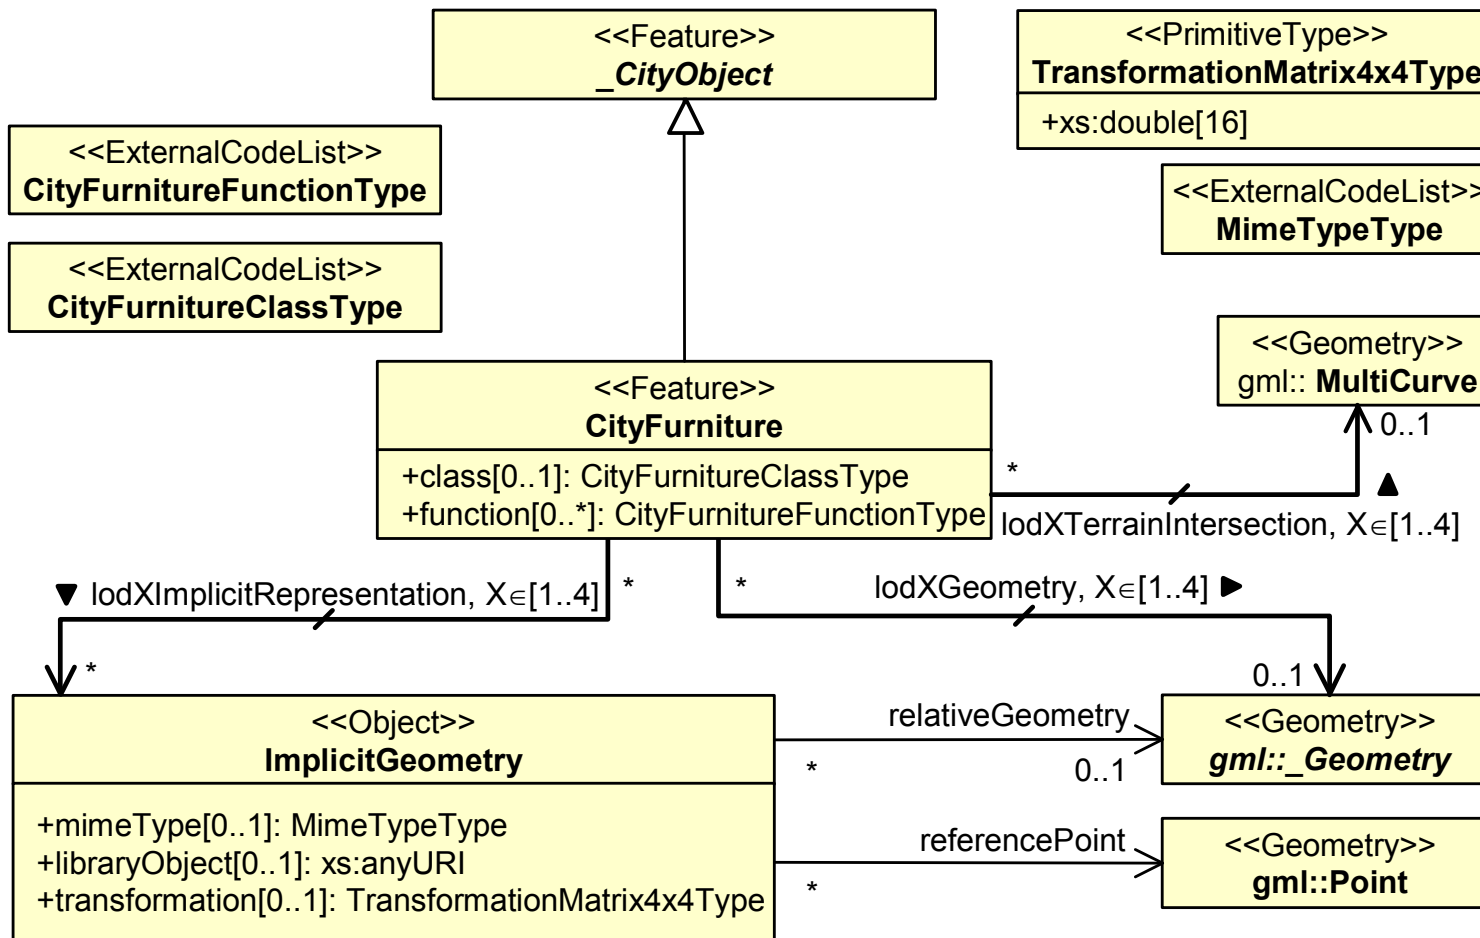 <<Feature>>
_CityObject
<<PrimitiveType>>
TransformationMatrix4x4Type
+xs:double[16]
<<ExternalCodeList>>
CityFurnitureFunctionType
<<ExternalCodeList>>
MimeTypeType
<<ExternalCodeList>>
CityFurnitureClassType
<<Geometry>>
gml:: MultiCurve
0..1
<<Feature>>
CityFurniture
+class[0..1]: CityFurnitureClassType
+function[0..*]: CityFurnitureFunctionType
*
▲
lodXTerrainIntersection, X∈[1..4]
▼ lodXImplicitRepresentation, X∈[1..4]
*
*
lodXGeometry, X∈[1..4] ►
*
0..1
<<Object>>
ImplicitGeometry
+mimeType[0..1]: MimeTypeType
+libraryObject[0..1]: xs:anyURI
+transformation[0..1]: TransformationMatrix4x4Type
relativeGeometry
*
0..1
<<Geometry>>
gml::_Geometry
referencePoint
*
<<Geometry>>
gml::Point